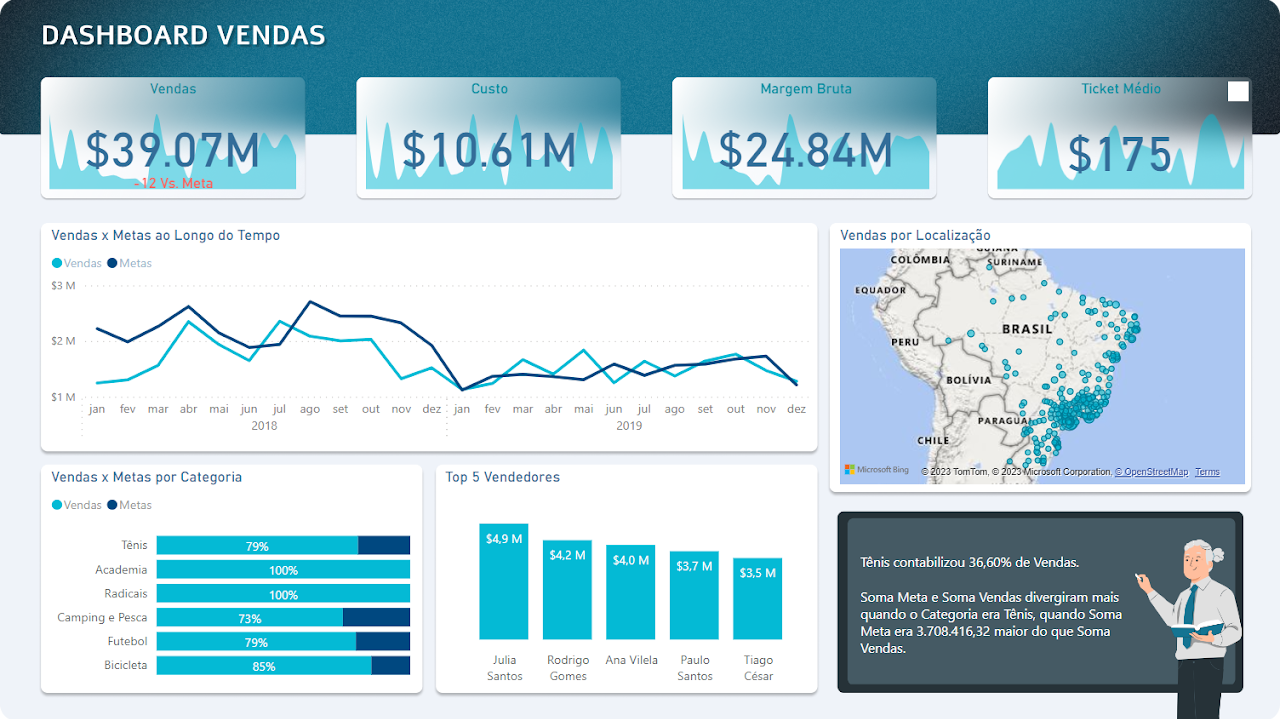 DASHBOARD VENDAS
Vendas
$39.07M
-12 Vs. Meta
Custo
$10.61M
Margem Bruta
$24.84M
Ticket Médio
$175
Vendas x Metas ao Longo do Tempo
Vendas Metas
$3 M
$2 M
$1 M
jan fev mar abr mai jun jul ago set out nov dez jan fev mar abr mai jun jul ago set out nov dez
2018 2019
Vendas por Localização
GUIANA
COLÔMBIA SURINAME
EQUADOR
BRASIL
PERU
BOLÍVIA
PARAGUAI
CHILE
Microsoft Bing © 2023 TomTom, © 2023 Microsoft Corporation, © OpenStreetMap Terms
Vendas x Metas por Categoria
Vendas Metas
Tênis 79%
Academia 100%
Radicais 100%
Camping e Pesca 73%
Futebol 79%
Bicicleta 85%
Top 5 Vendedores
$4,9 M $4,2 M $4,0 M $3,7 M $3,5 M
Julia Rodrigo Ana Vilela Paulo Tiago
Santos Gomes Santos César
Tênis contabilizou 36,60% de Vendas.
Soma Meta e Soma Vendas divergiram mais
quando o Categoria era Tênis, quando Soma
Meta era 3.708.416,32 maior do que Soma
Vendas.